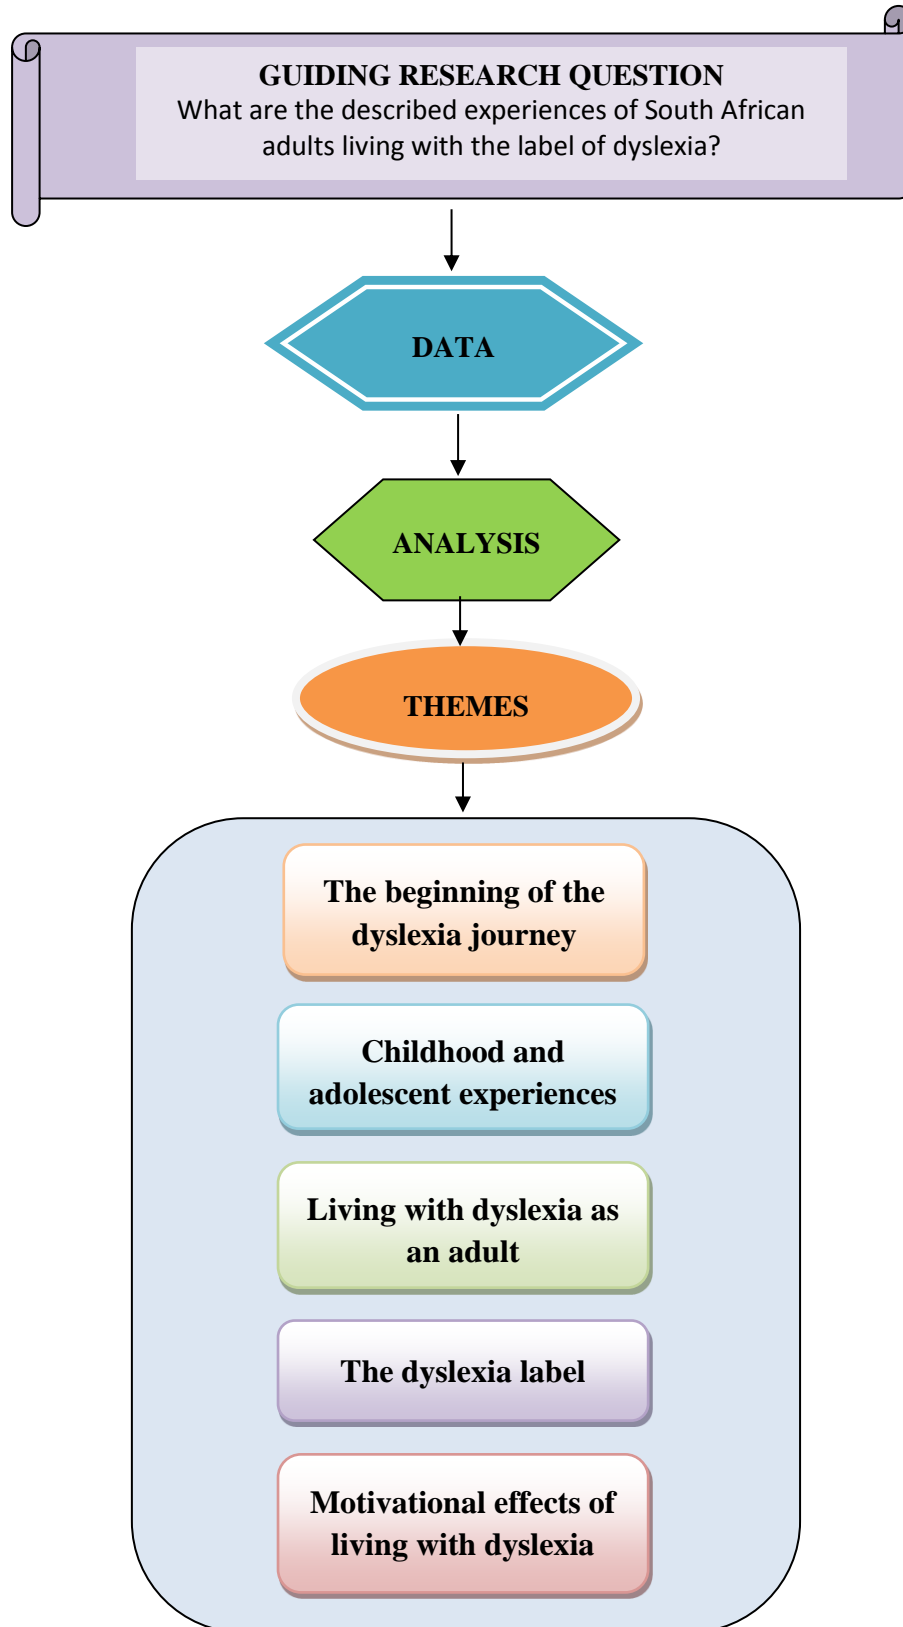 GUIDING RESEARCH QUESTION
What are the described experiences of South African
adults living with the label of dyslexia?
DATA
ANALYSIS
THEMES
The beginning of the
dyslexia journey
Childhood and
adolescent experiences
Living with dyslexia as
an adult
The dyslexia label
Motivational effects of
living with dyslexia